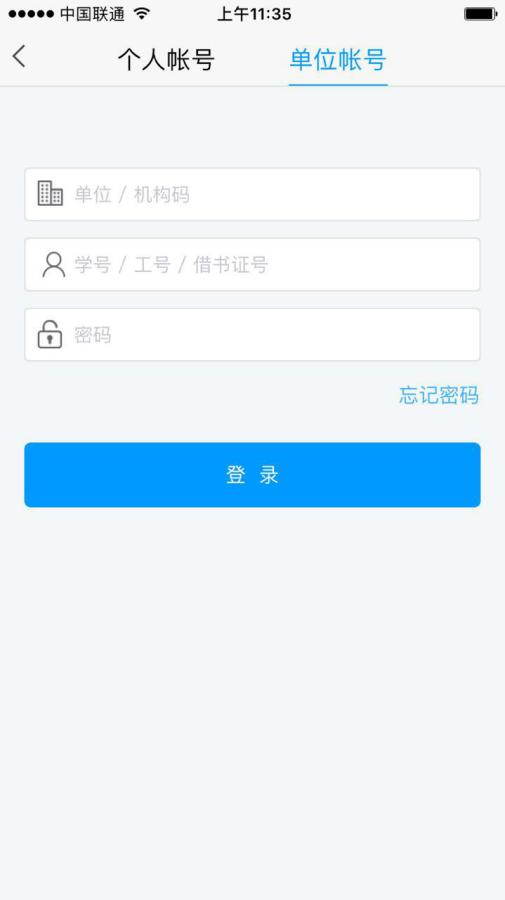 中国联通 上午11:35
个人帐号 单位帐号
单位 / 机构码
学号 / 工号 / 借书证号
密码
忘记密码
登 录